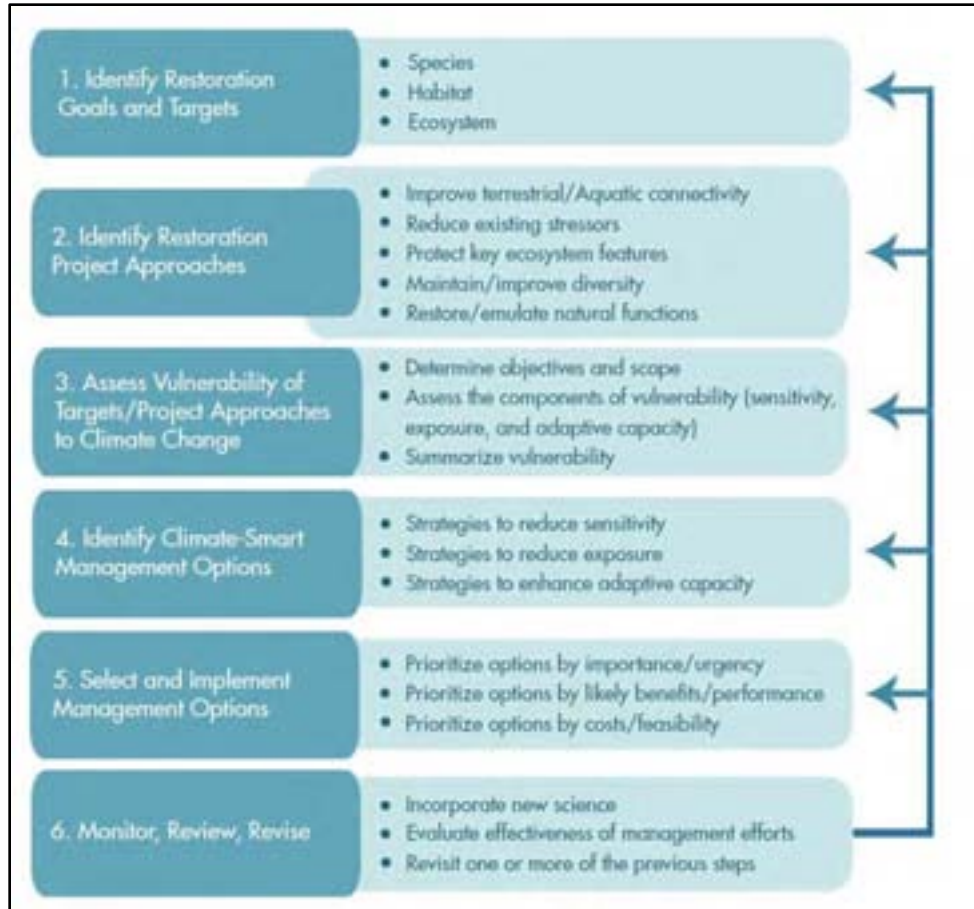 1. Identify Restoration
Goals and Targets
• Species
• Habitat
• Ecosystem
2. Identify Restoration
Project Approaches
• Improve terrestrial/Aquatic connectivity
• Reduce existing stressors
• Protect key ecosystem features
• Maintain/improve diversity
• Restore/emulate natural functions
3. Assess Vulnerability of
Targets/Project Approaches
to Climate Change
• Determine objectives and scope
• Assess the components of vulnerability (sensitivity,
exposure, and adaptive capacity)
• Summarize vulnerability
4. Identify Climate-Smart
Management Options
• Strategies to reduce sensitivity
• Strategies to reduce exposure
• Strategies to enhance adaptive capacity
5. Select and Implement
Management Options
• Prioritize options by importance/urgency
• Prioritize options by likely benefits/performance
• Prioritize options by costs/feasibility
6. Monitor, Review, Revise
• Incorporate new science
• Evaluate effectiveness of management efforts
• Revisit one or more of the previous steps